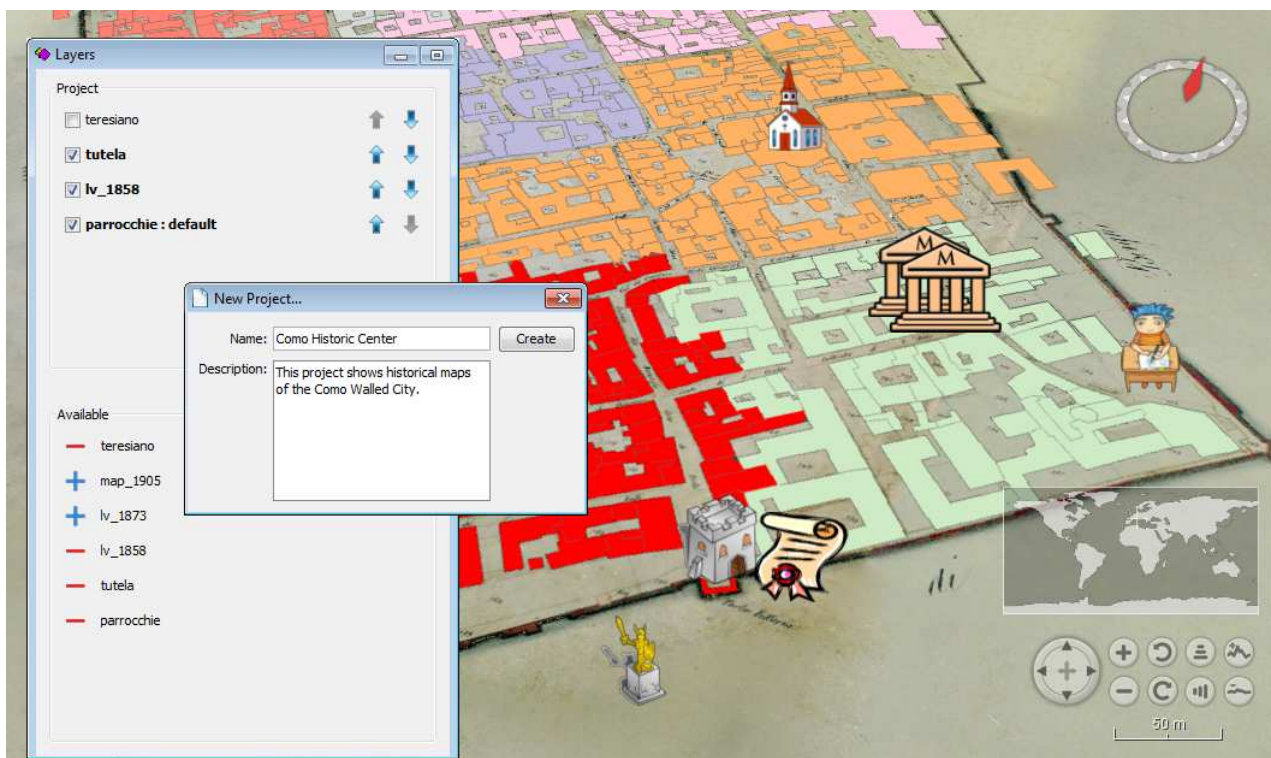 Layers
Project
teresiano
tutela
lv_1858
parrocchie : default
New Project...
Name: Como Historic Center
Create
Description: This project shows historical maps
of the Como Walled City.
Available
teresiano
map_1905
lv_1873
lv_1858
tutela
parrocchie
M
M
50 m